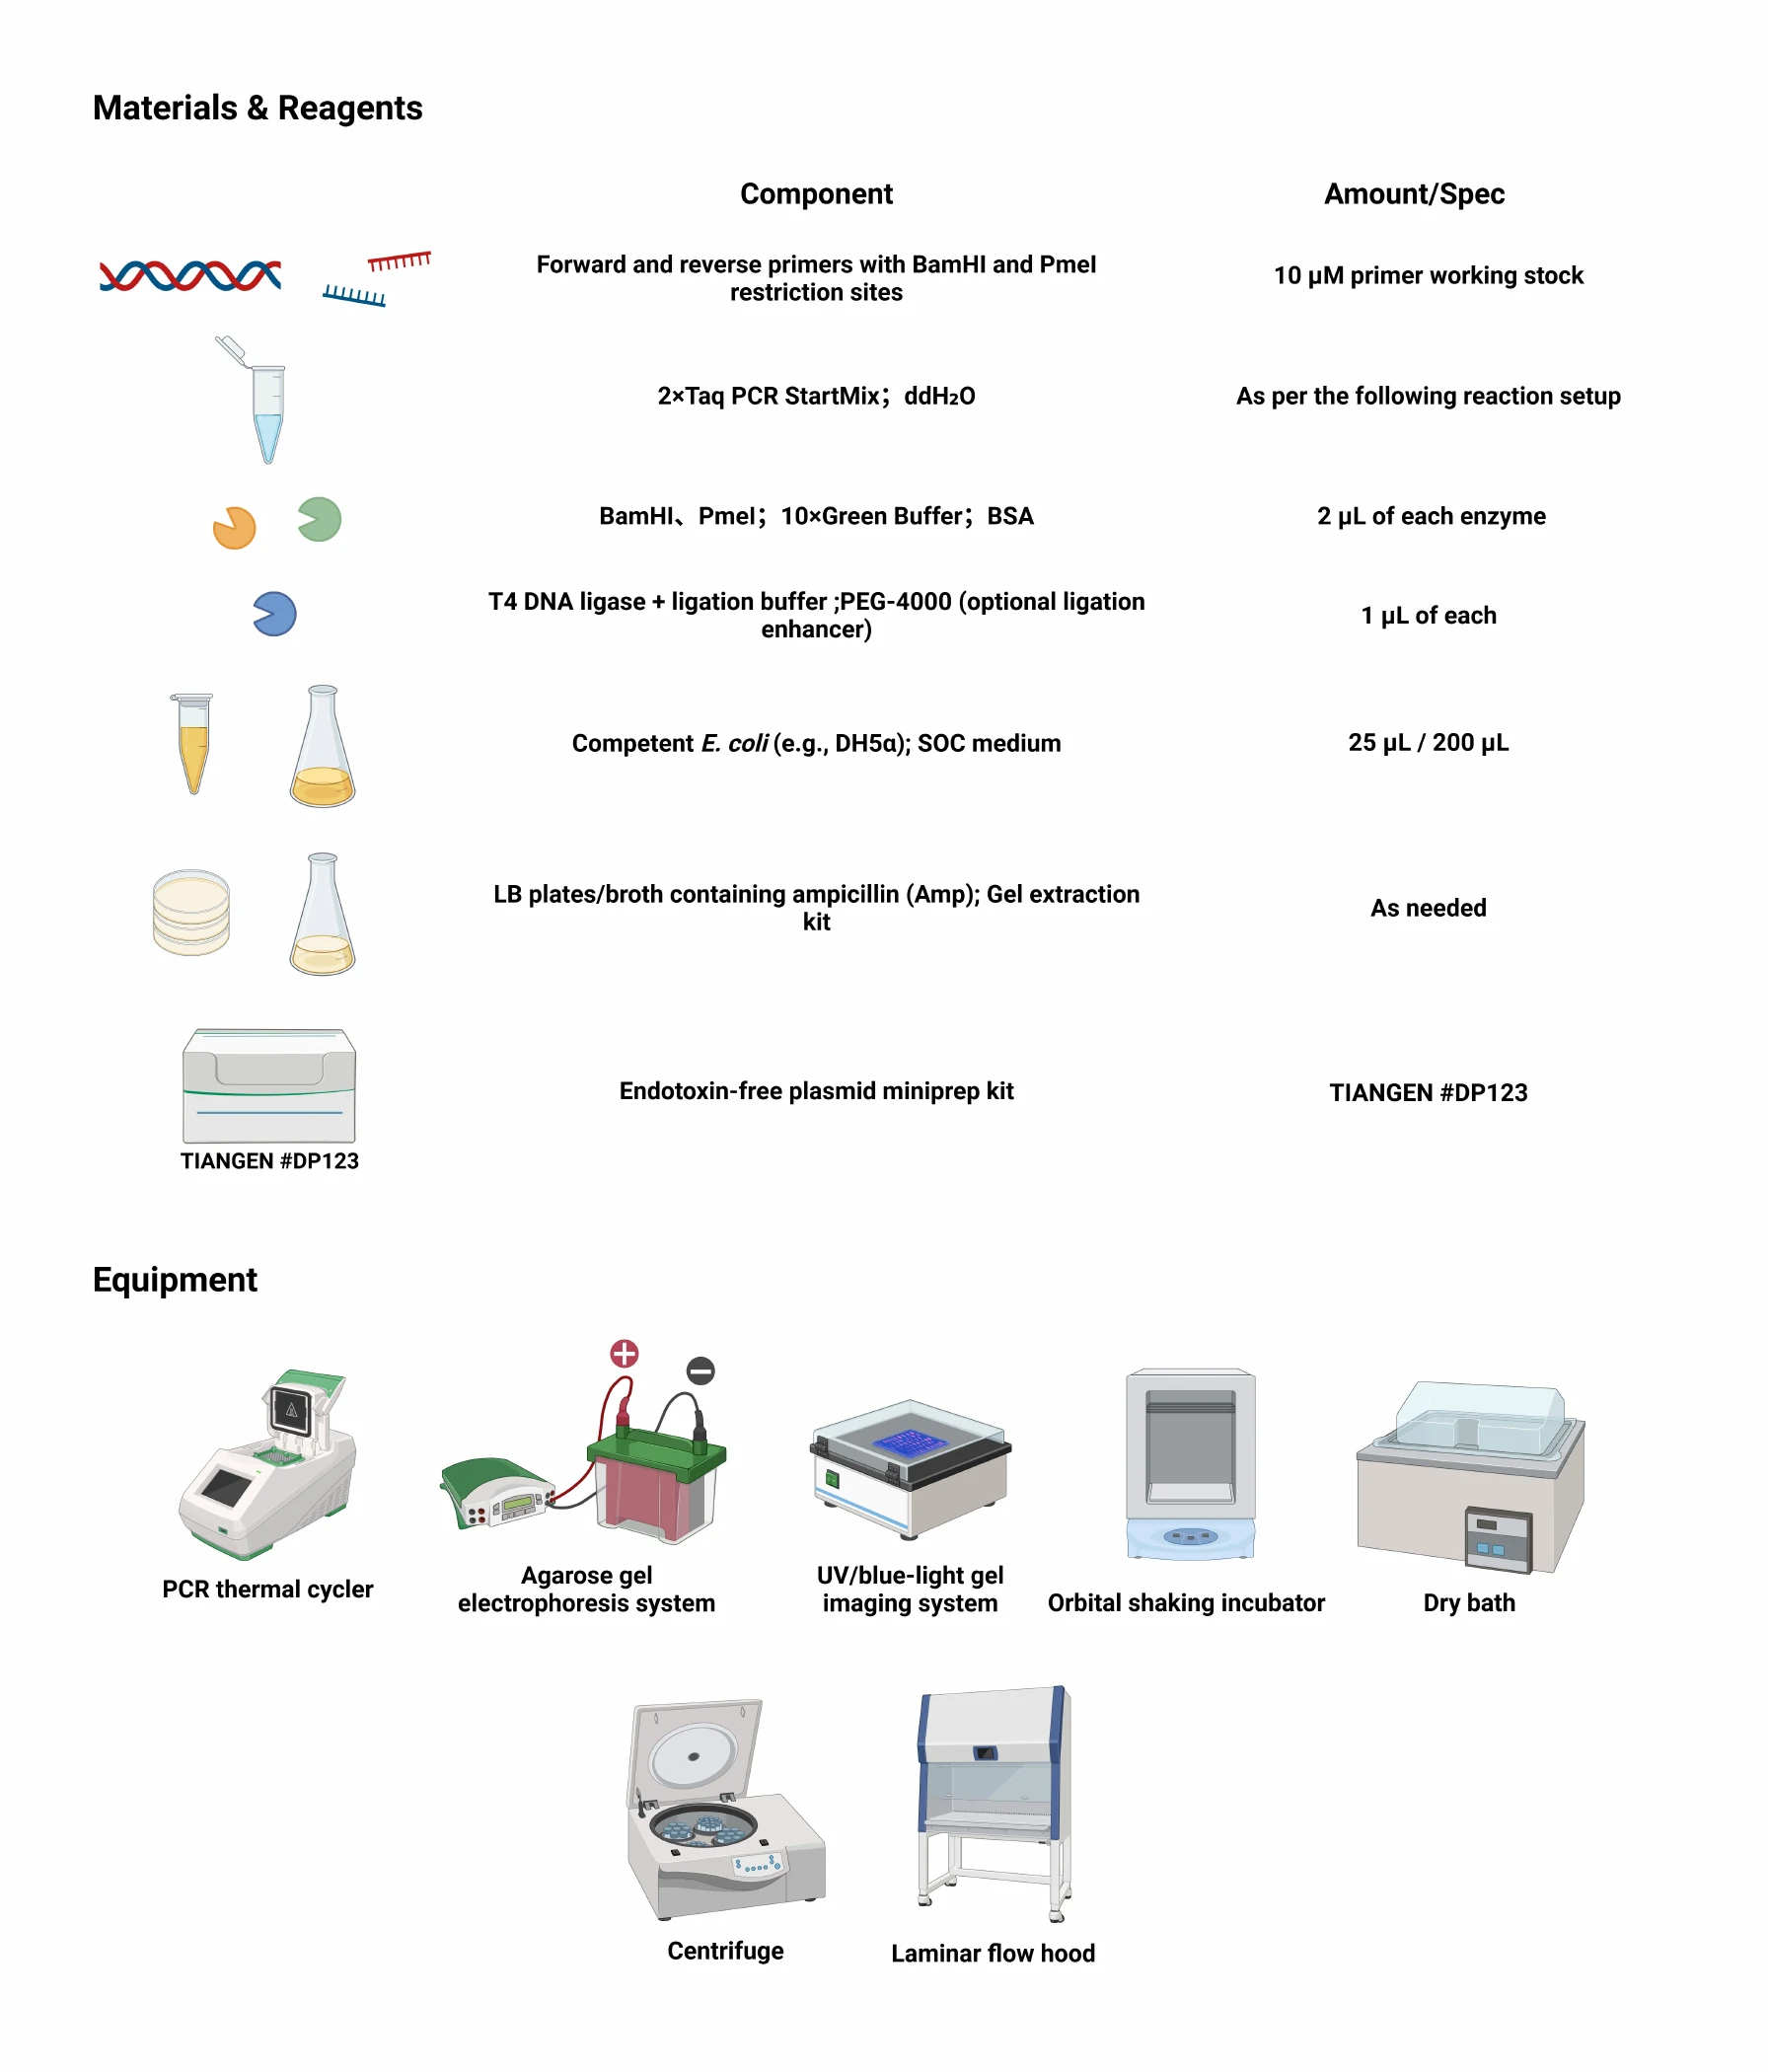 Materials & Reagents
Component
Amount/Spec
Forward and reverse primers with BamHI and PmeI
restriction sites
10 μM primer working stock
2×Taq PCR StartMix；ddH₂O
As per the following reaction setup
BamHI、PmeI；10×Green Buffer；BSA
2 μL of each enzyme
T4 DNA ligase + ligation buffer ;PEG-4000 (optional ligation
enhancer)
1 μL of each
Competent E. coli (e.g., DH5α); SOC medium
25 μL / 200 μL
LB plates/broth containing ampicillin (Amp); Gel extraction
kit
As needed
Endotoxin-free plasmid miniprep kit
TIANGEN #DP123
TIANGEN #DP123
Equipment
PCR thermal cycler
Agarose gel
electrophoresis system
UV/blue-light gel
imaging system
Orbital shaking incubator
Dry bath
Centrifuge
Laminar flow hood